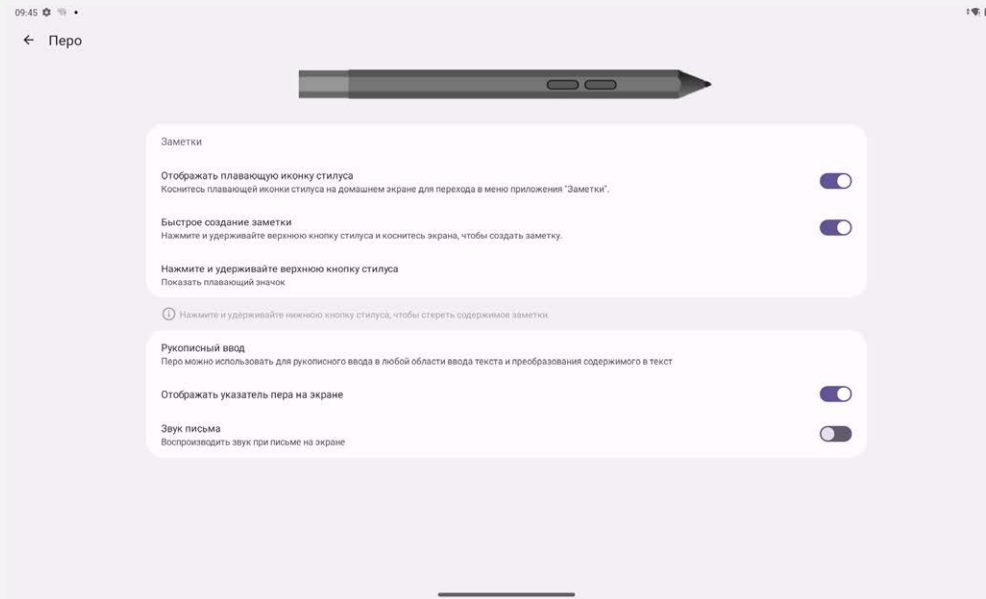 09:45
Перо
Заметки
Отображать плавающую иконку стилуса
Коснитесь плавающей иконки стилуса на домашнем экране для перехода в меню приложения "Заметки".
Быстрое создание заметки
Нажмите и удерживайте верхнюю кнопку стилуса и коснитесь экрана, чтобы создать заметку.
Нажмите и удерживайте верхнюю кнопку стилуса
Показать плавающий значок
Нажмите и удерживайте нижнюю кнопку стилуса, чтобы стереть содержимое заметки.
Рукописный ввод
Перо можно использовать для рукописного ввода в любой области ввода текста и преобразования содержимого в текст
Отображать указатель пера на экране
Звук письма
Воспроизводить звук при письме на экране